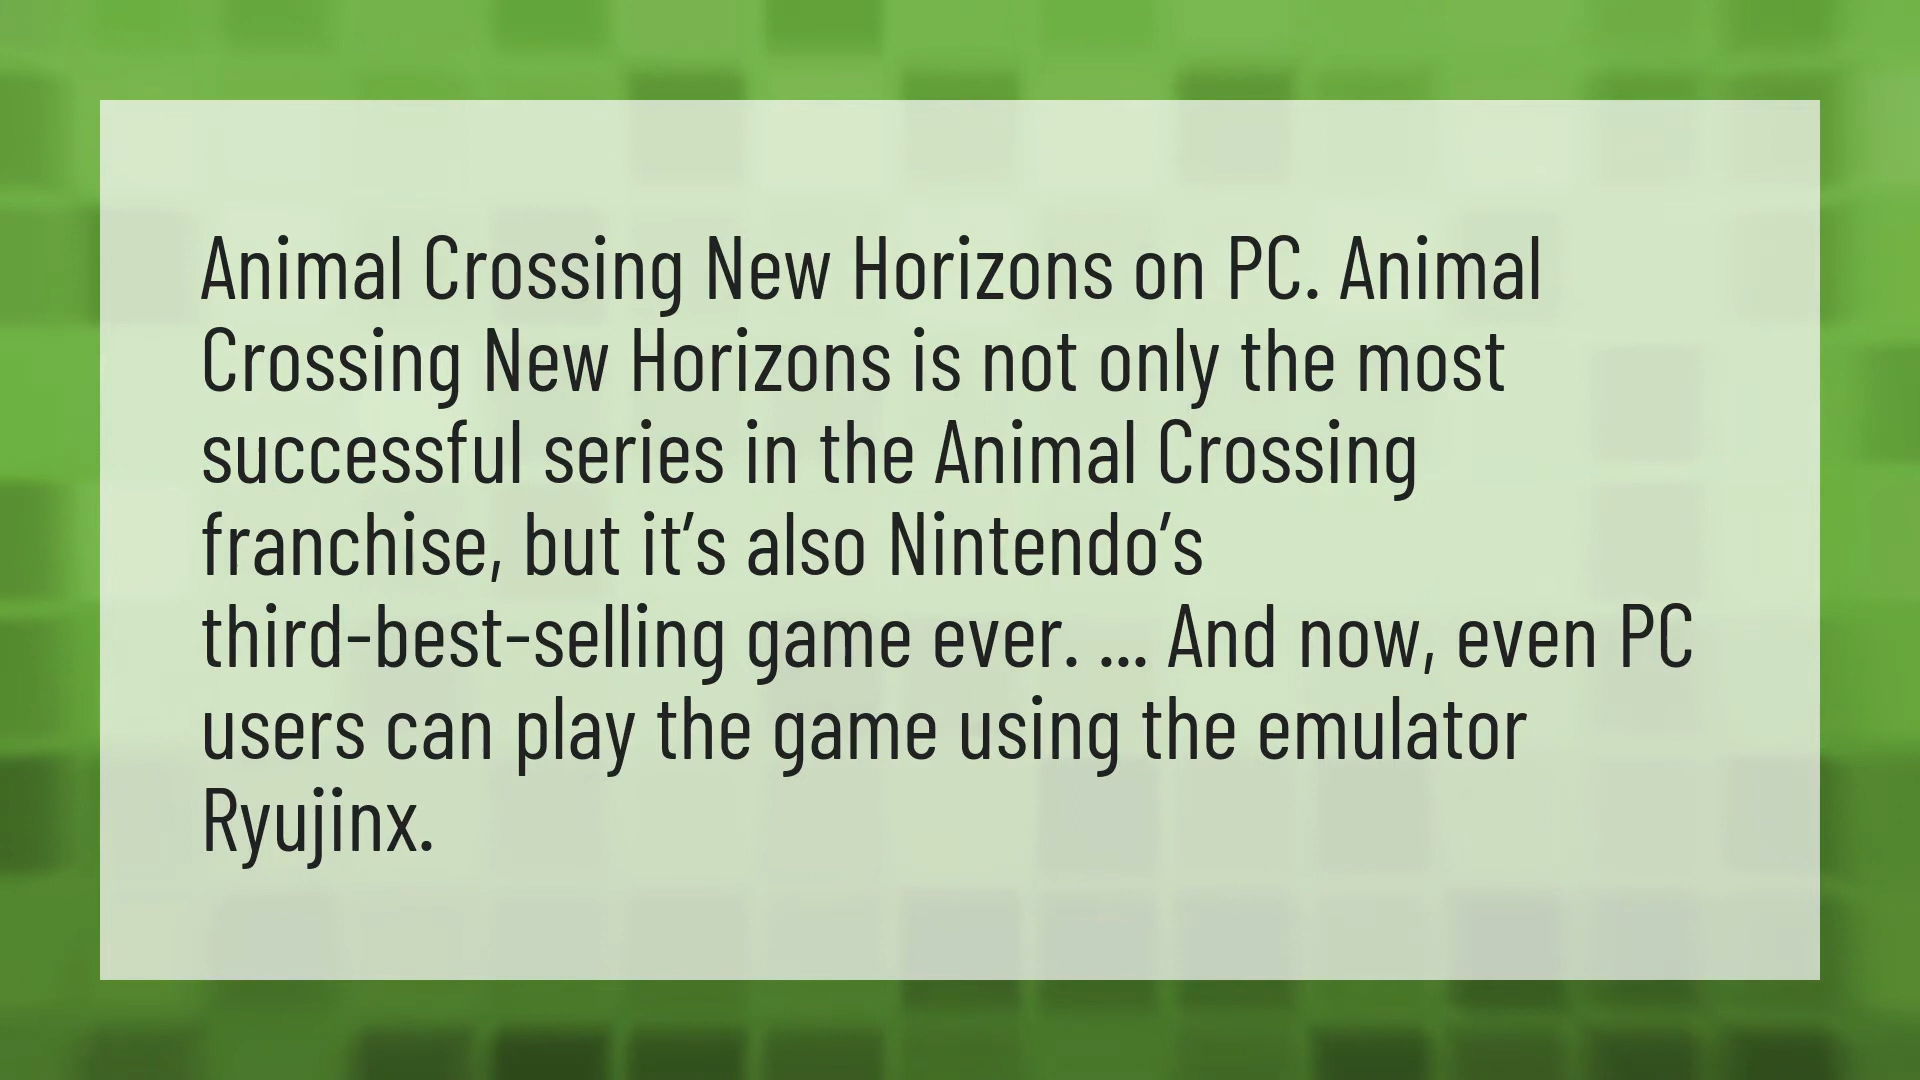 Animal Crossing New Horizons on PC. Animal
Crossing New Horizons is not only the most
successful series in the Animal Crossing
franchise, but it’s also Nintendo’s
third-best-selling game ever. ... And now, even PC
users can play the game using the emulator
Ryujinx.